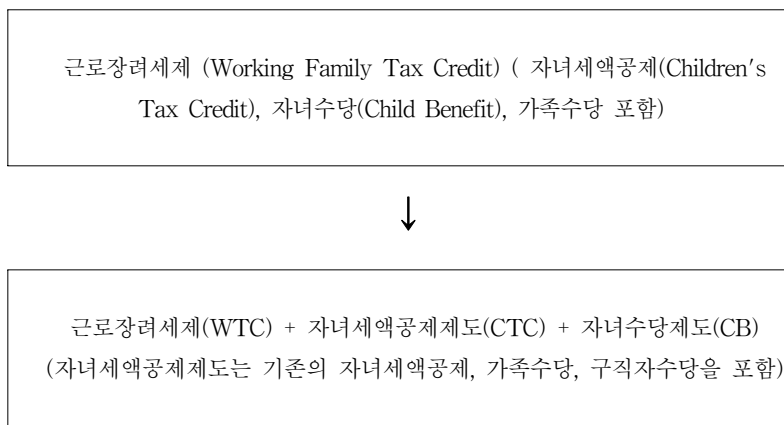 근로장려세제 (Working Family Tax Credit) ( 자녀세액공제(Children's
Tax Credit), 자녀수당(Child Benefit), 가족수당 포함)
↓
근로장려세제(WTC) + 자녀세액공제제도(CTC) + 자녀수당제도(CB)
(자녀세액공제제도는 기존의 자녀세액공제, 가족수당, 구직자수당을 포함)